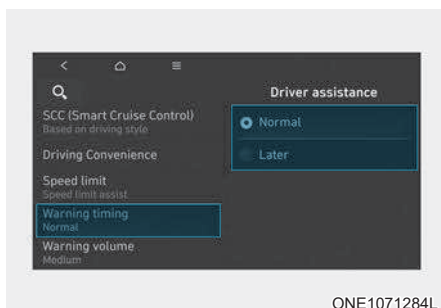 Driver assistance
SCC (Smart Cruise Control)
Based on driving style
Driving Convenience
Speed limit
Speed limit assist
Warning timing
Normal
Warning volume
Medium
Normal
Later
ONE1071284L